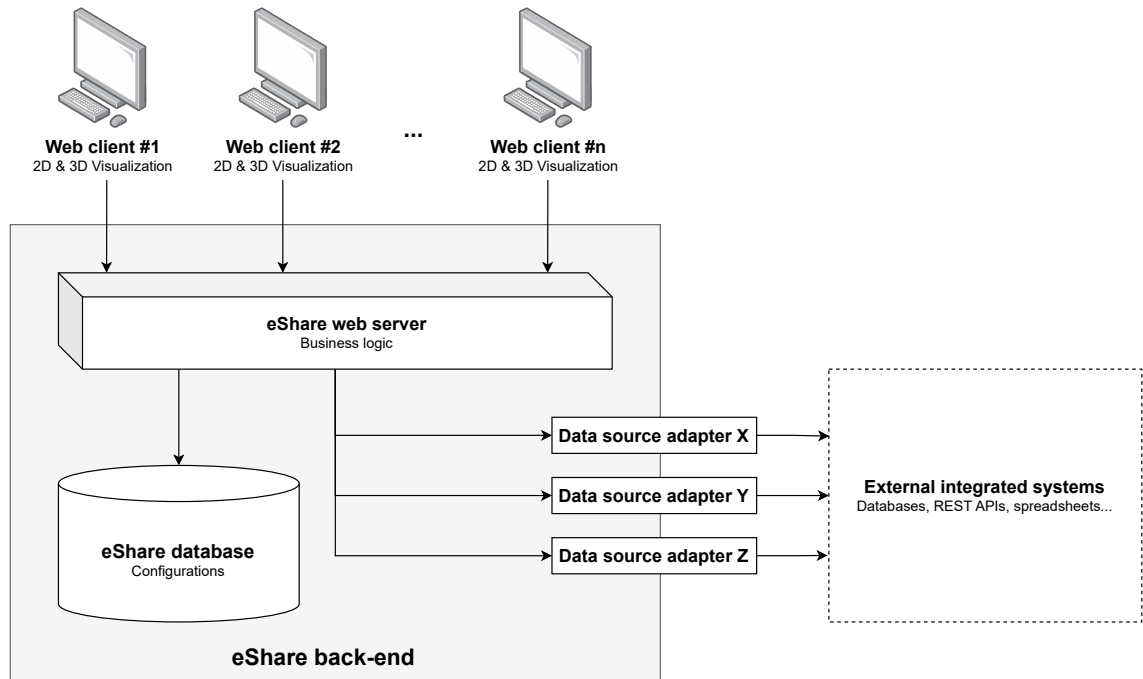 Web client #1
2D & 3D Visualization
Web client #2
2D & 3D Visualization
...
Web client #n
2D & 3D Visualization
eShare web server
Business logic
Data source adapter X
Data source adapter Y
Data source adapter Z
External integrated systems
Databases, REST APIs, spreadsheets...
eShare database
Configurations
eShare back-end